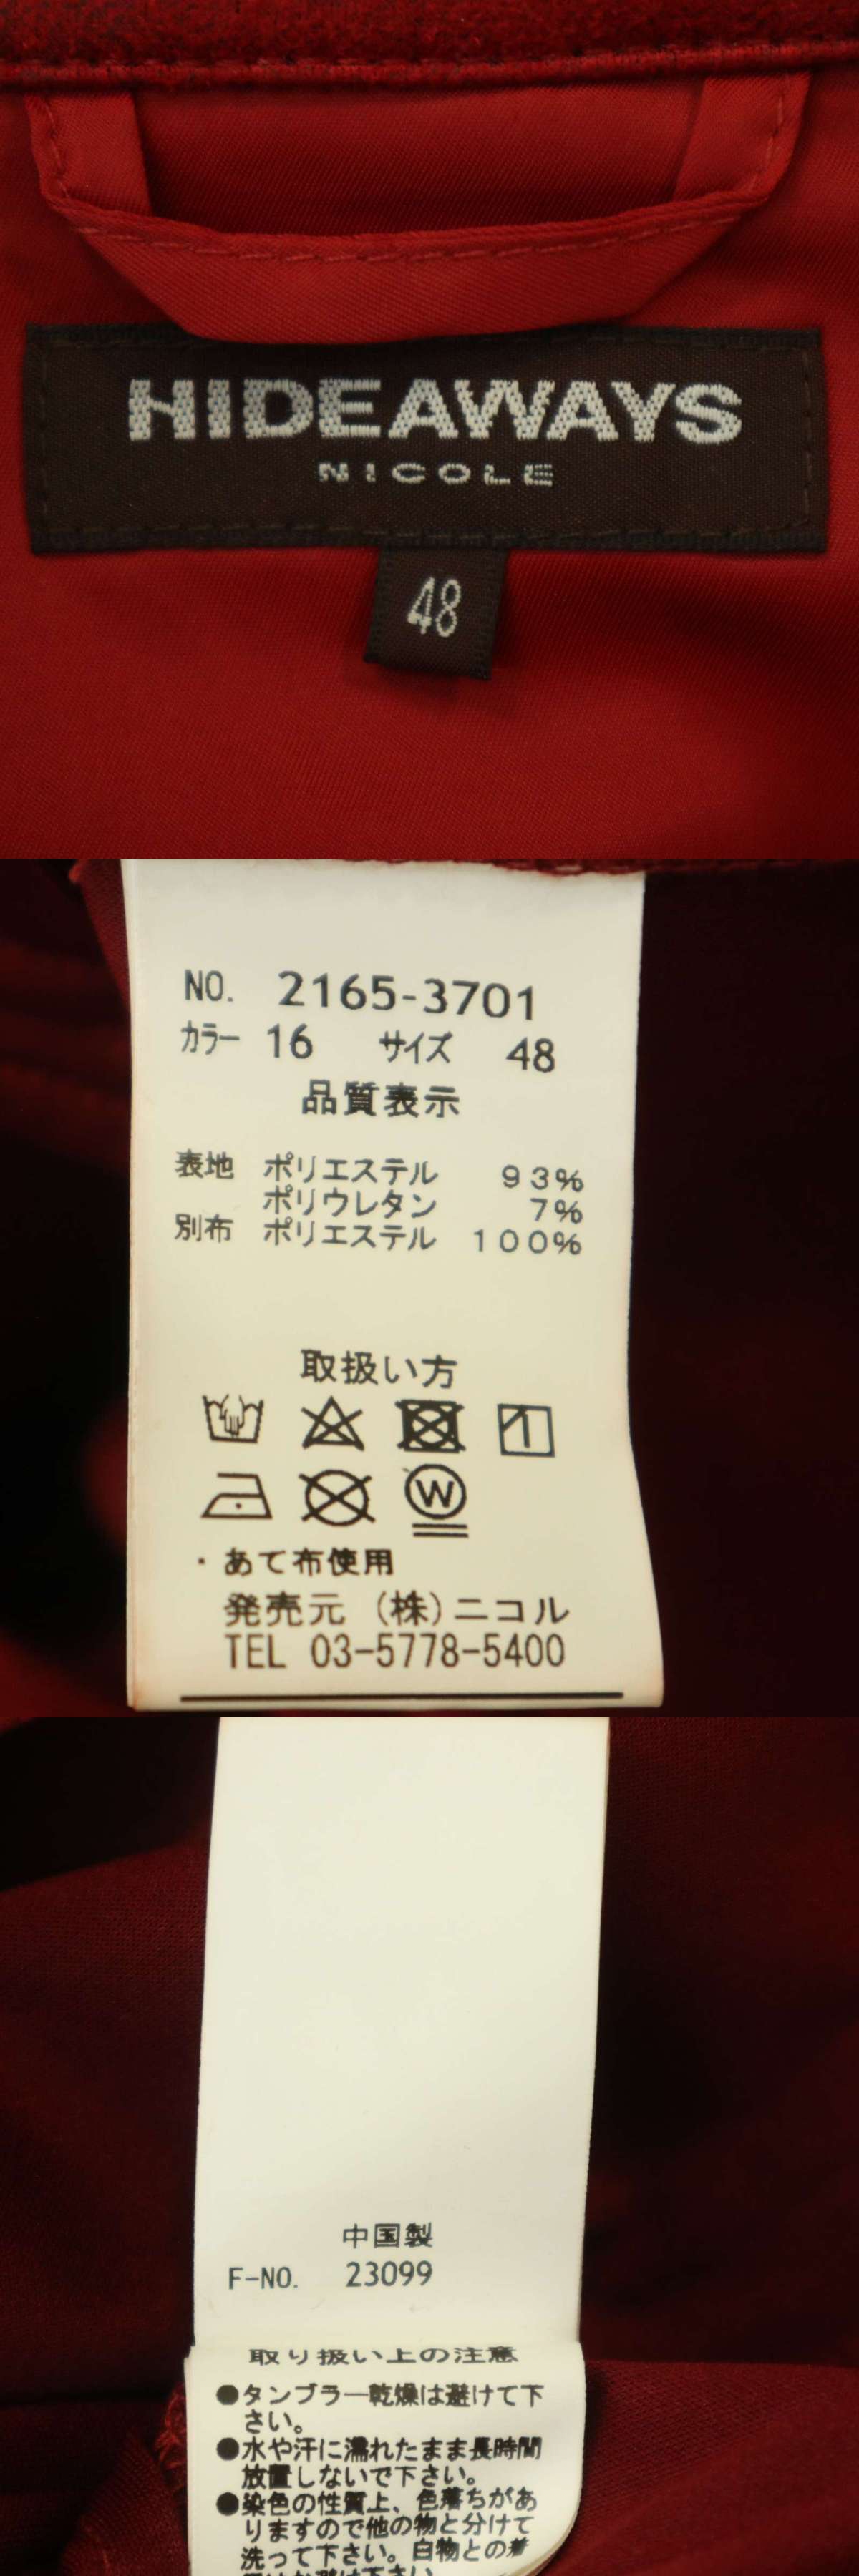 HIDEAWAYS
NICOLE
48
NO. 2165-3701
カラー 16 サイズ 48
品質表示
表地 ポリエステル 93%
ポリウレタン 7%
別布 ポリエステル 100%
取扱い方
W
・あて布使用
発売元 (株)ニコル
TEL 03-5778-5400
中国製
F-NO. 23099
取り扱い上の注意
●タンブラー乾燥は避けて下
さい。
●水や汗に濡れたまま長時間
放置しないで下さい。
●染色の性質上、色落ちがあ
りますので他の物と分けて
洗って下さい。白物との着